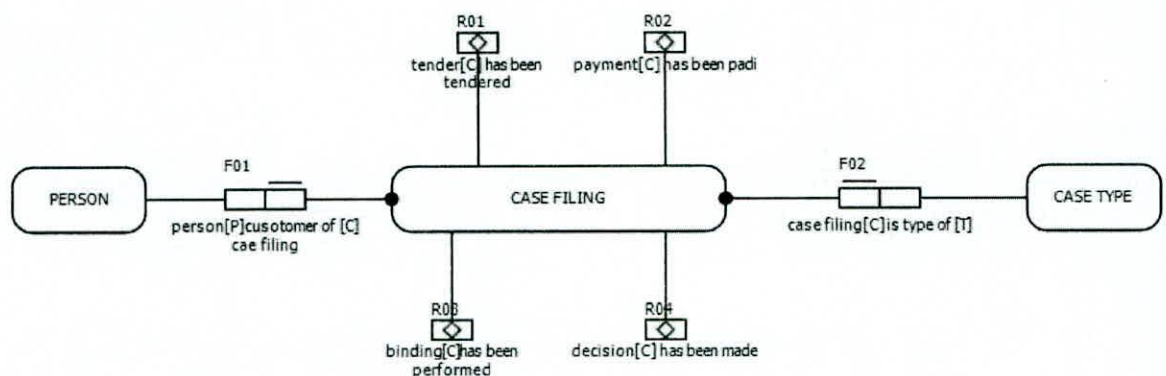 R01
tender[C] has been
tendered
R02
payment[C] has been padi
F01
PERSON
person[P]cusotomer of [C]
cae filing
CASE FILING
F02
case filing[C] is type of [T]
CASE TYPE
R03
binding[C]has been
performed
R04
decision[C] has been made